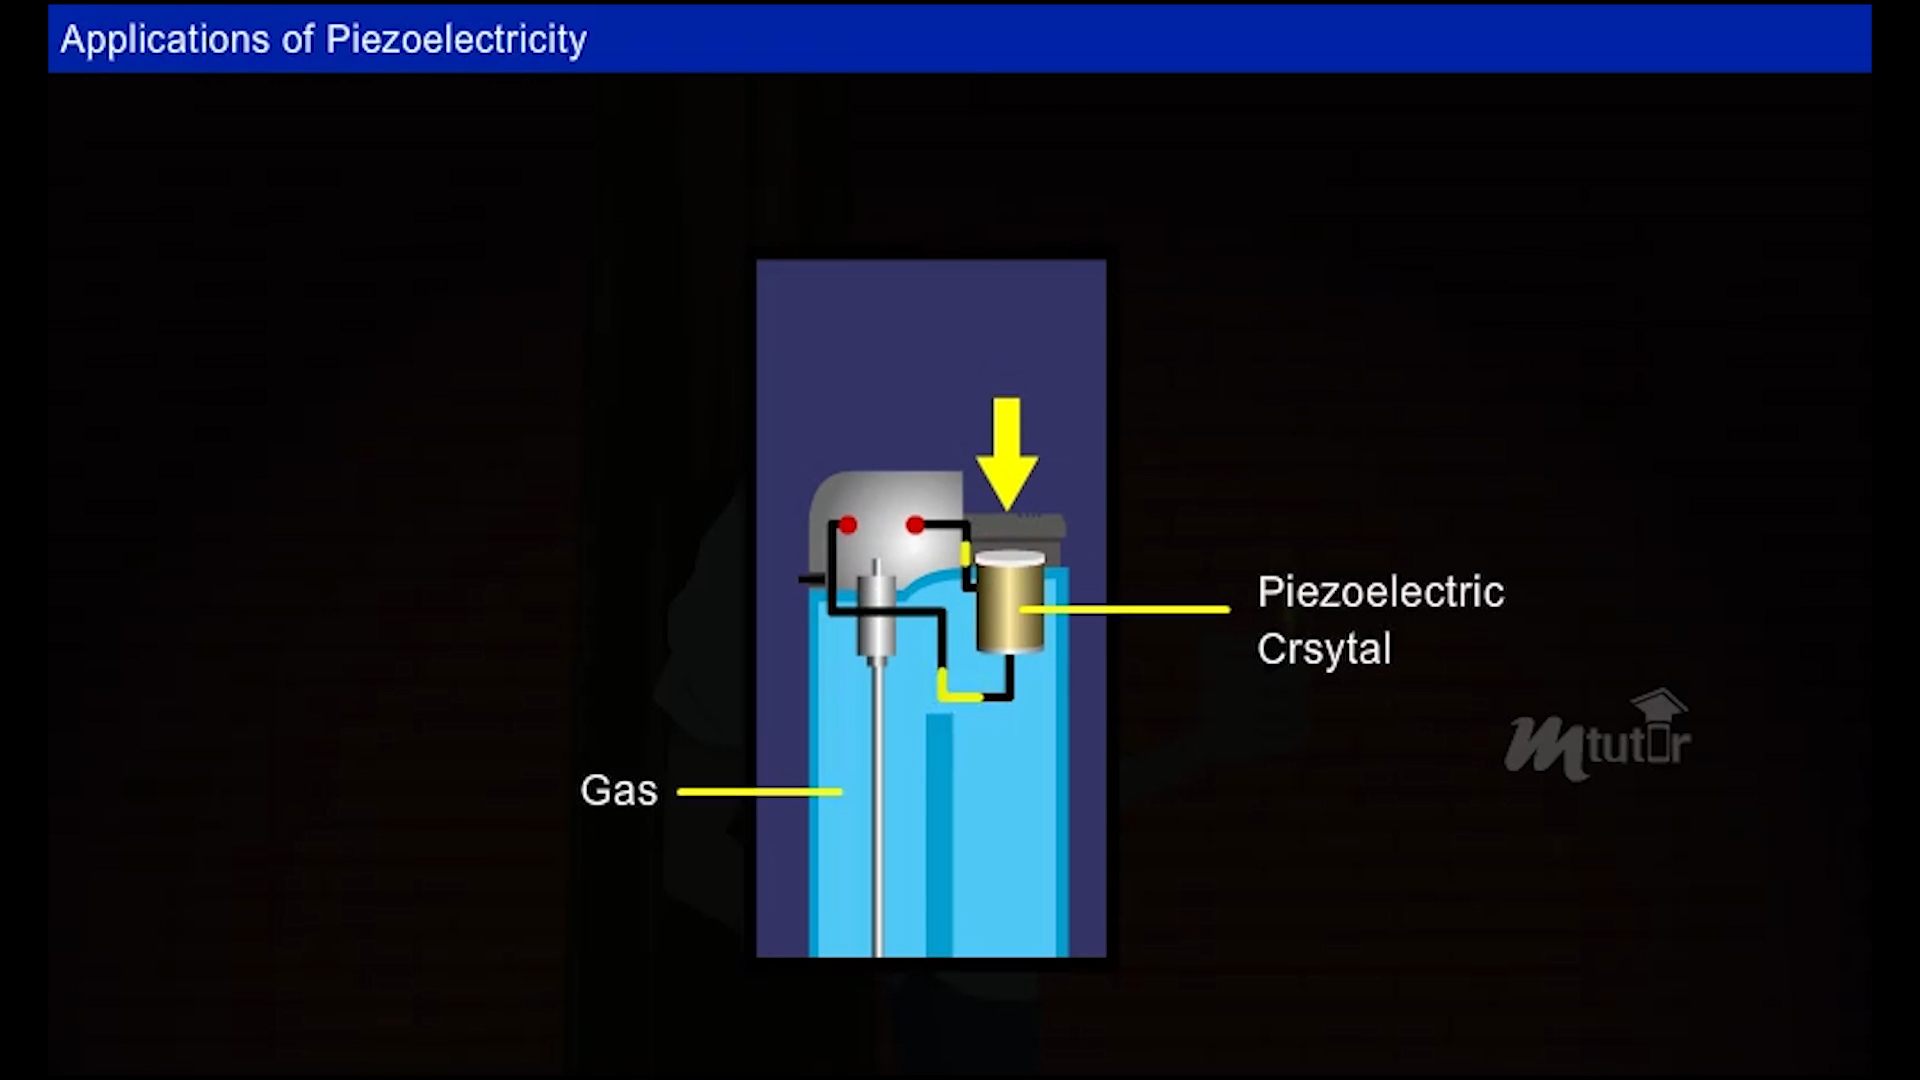 Applications of Piezoelectricity
Piezoelectric
Crsytal
Gas
Mtutor